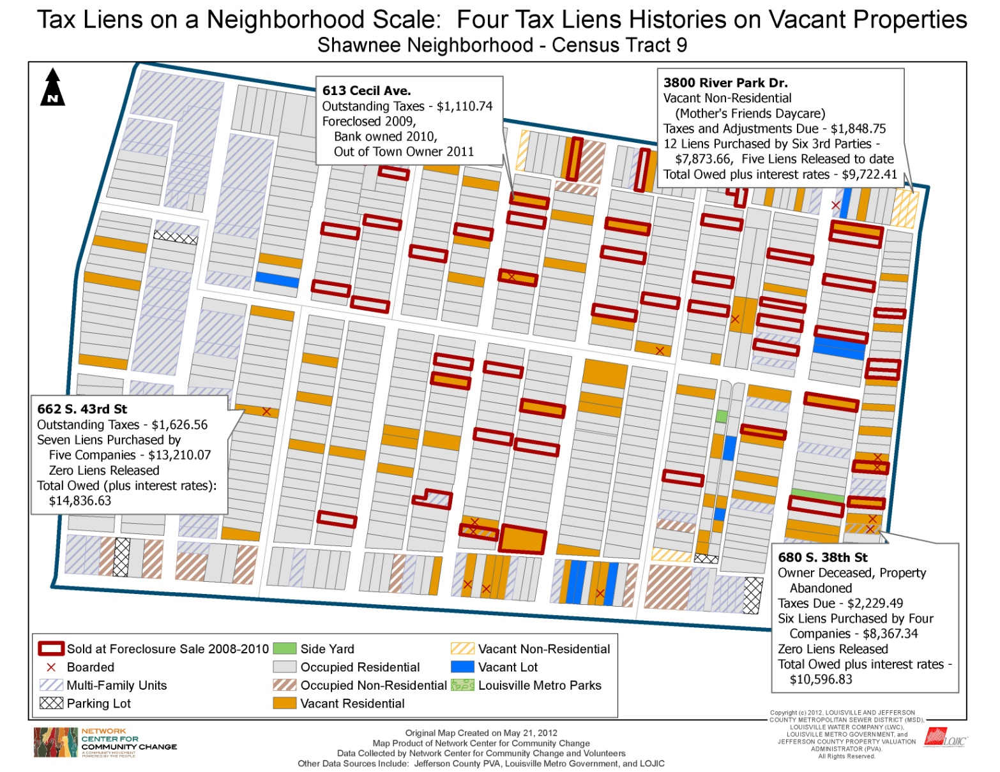 Tax Liens on a Neighborhood Scale:  Four Tax Liens Histories on Vacant Properties
Shawnee Neighborhood - Census Tract 9
N
613 Cecil Ave.
Outstanding Taxes - $1,110.74
Foreclosed 2009,
Bank owned 2010,
Out of Town Owner 2011
3800 River Park Dr.
Vacant Non-Residential
(Mother's Friends Daycare)
Taxes and Adjustments Due - $1,848.75
12 Liens Purchased by Six 3rd Parties -
$7,873.66,  Five Liens Released to date
Total Owed plus interest rates - $9,722.41
662 S. 43rd St
Outstanding Taxes - $1,626.56
Seven Liens Purchased by
Five Companies - $13,210.07
Zero Liens Released
Total Owed (plus interest rates):
$14,836.63
680 S. 38th St
Owner Deceased, Property
Abandoned
Taxes Due - $2,229.49
Six Liens Purchased by Four
Companies - $8,367.34
Zero Liens Released
Total Owed plus interest rates -
$10,596.83
Sold at Foreclosure Sale 2008-2010
Boarded
Multi-Family Units
Parking Lot
Side Yard
Occupied Residential
Occupied Non-Residential
Vacant Residential
Vacant Non-Residential
Vacant Lot
Louisville Metro Parks
NETWORK
CENTER FOR
COMMUNITY CHANGE
A COMMUNITY MOVEMENT
POWERED BY THE PEOPLE
Original Map Created on May 21, 2012
Map Product of Network Center for Community Change
Data Collected by Network Center for Community Change and Volunteers
Other Data Sources Include:  Jefferson County PVA, Louisville Metro Government, and LOJIC
Copyright (c) 2012, LOUISVILLE AND JEFFERSON
COUNTY METROPOLITAN SEWER DISTRICT (MSD),
LOUISVILLE WATER COMPANY (LWC),
LOUISVILLE METRO GOVERNMENT, and
JEFFERSON COUNTY PROPERTY VALUATION
ADMINISTRATOR (PVA).
All Rights Reserved.
LOJIC